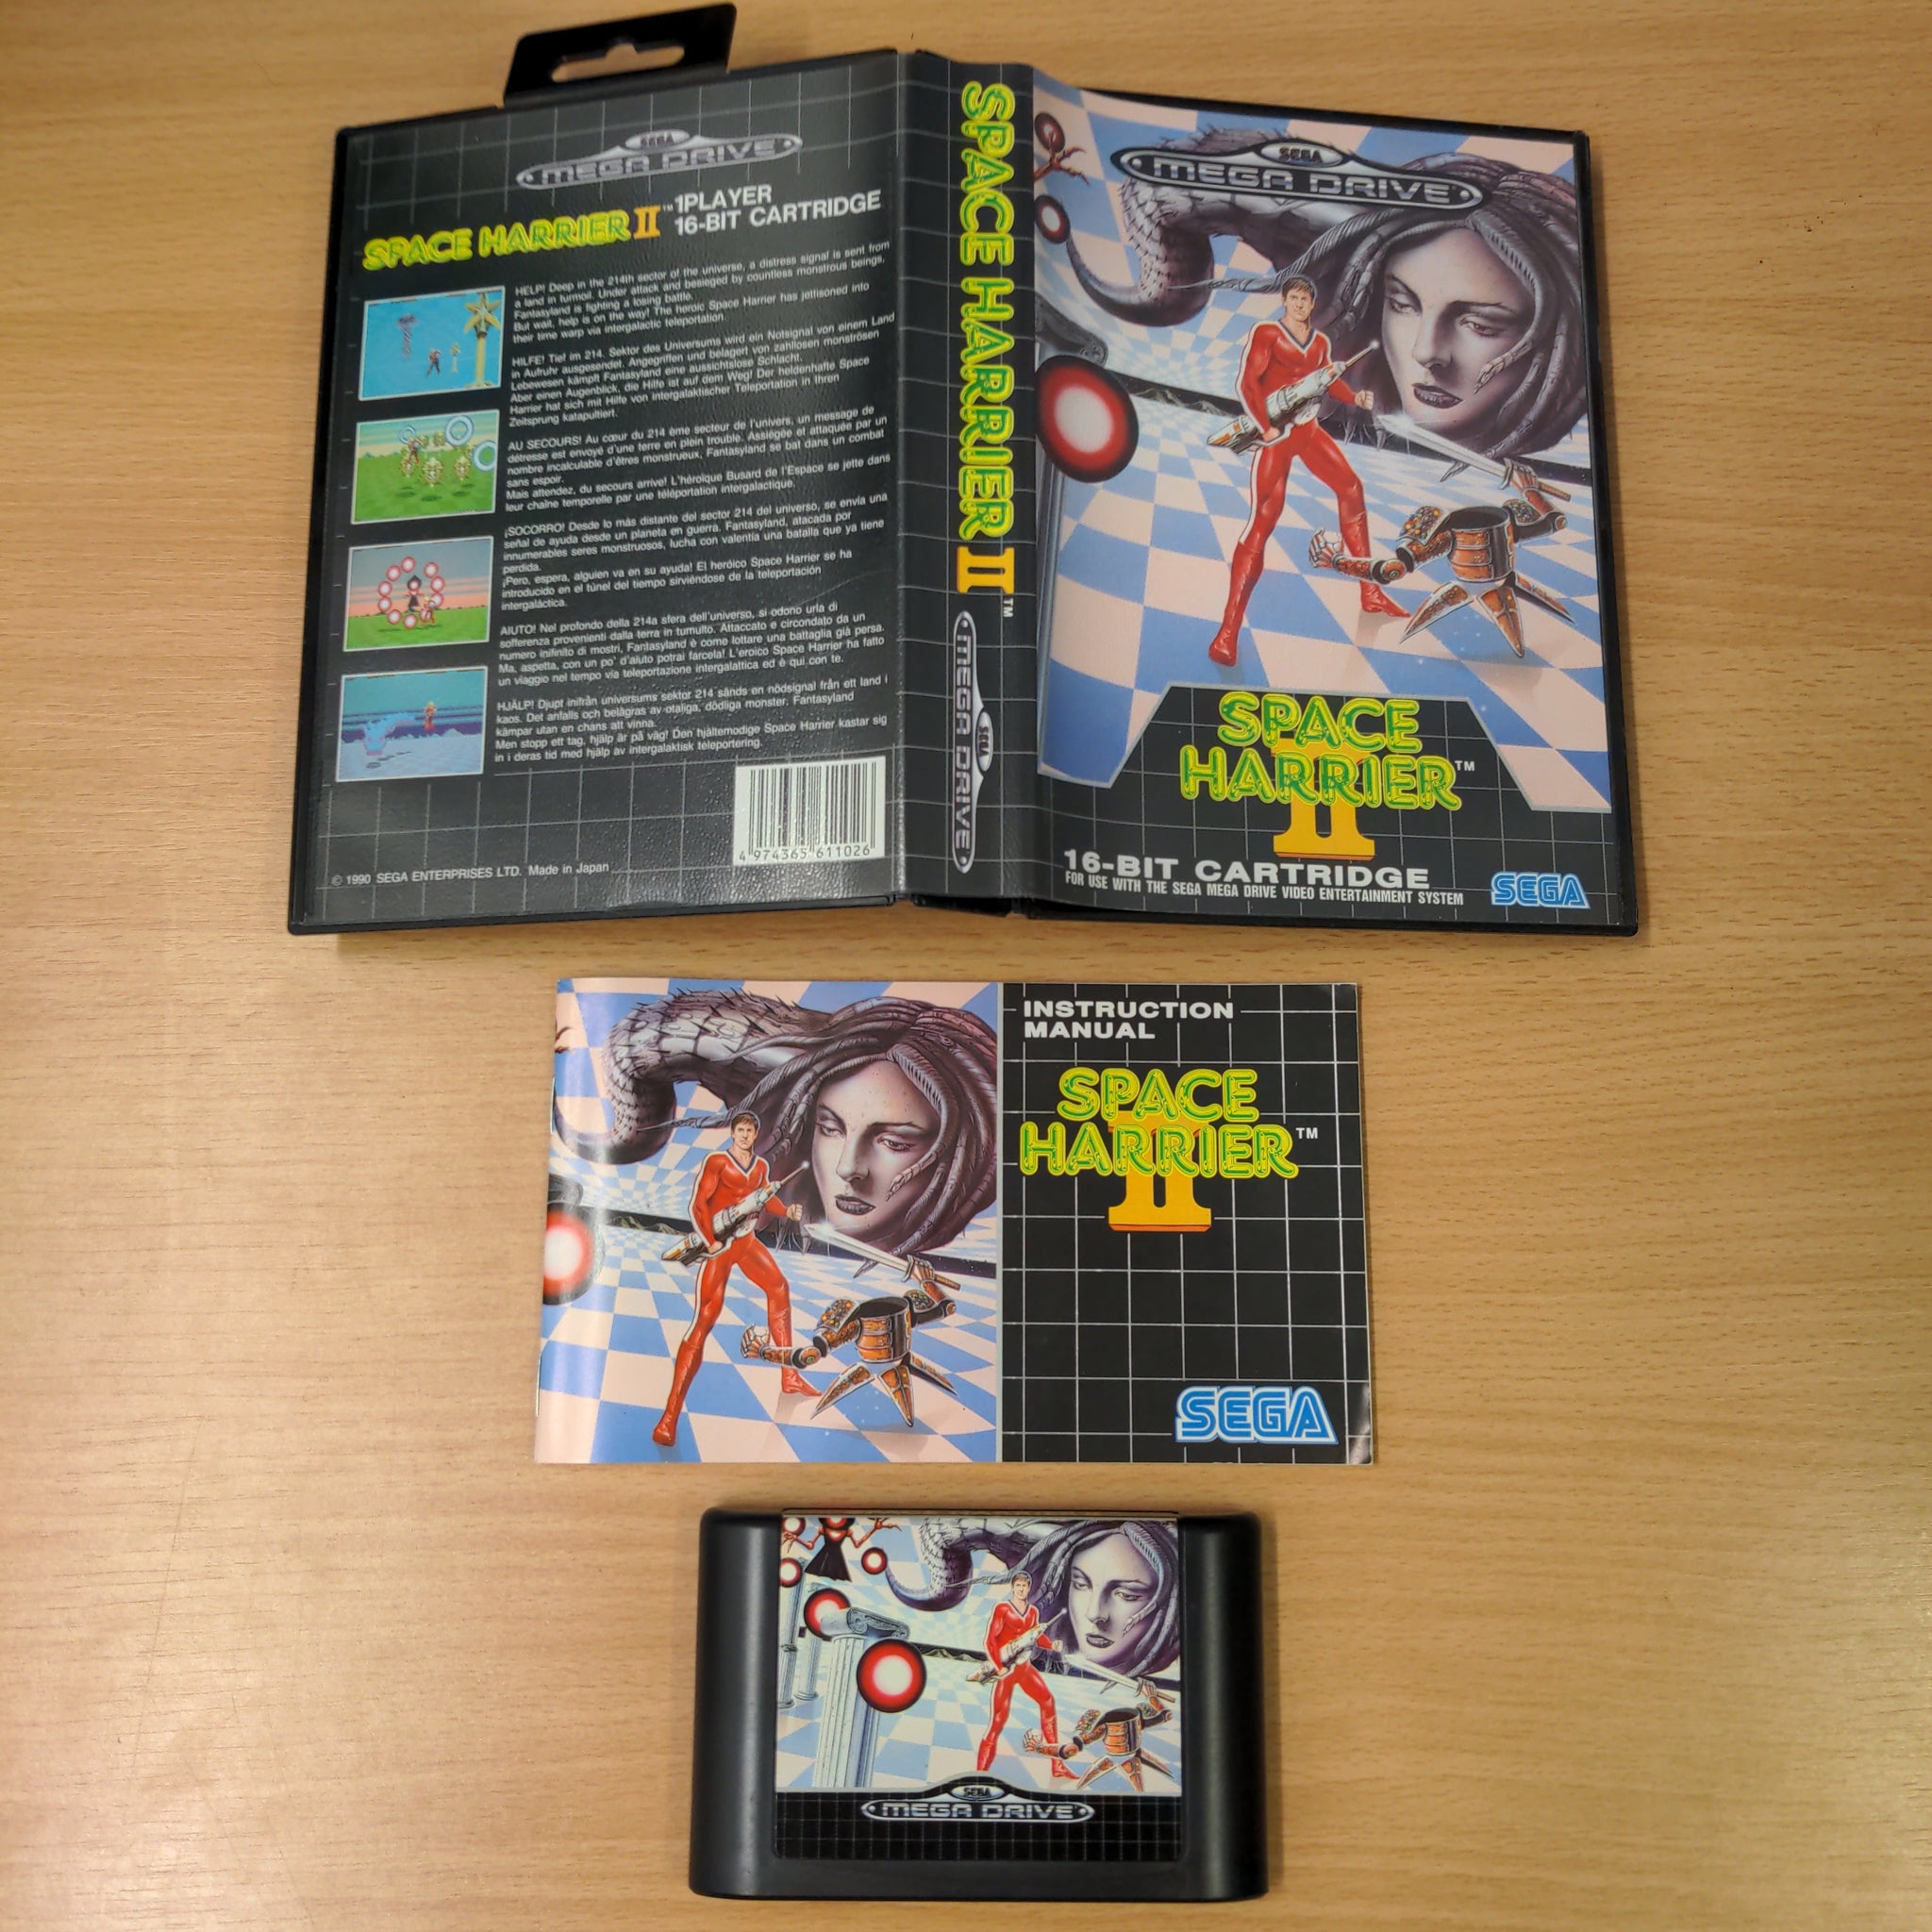 SEGA
MEGA DRIVE
SPACE HARRIER II™
1PLAYER
16-BIT CARTRIDGE
HELP! Deep in the 214th sector of the universe, a distress signal is sent from
a land in turmoil. Under attack and besieged by countless monstrous beings,
Fantasyland is fighting a losing battle.
But wait, help is on the way! The heroic Space Harrier has jettisoned into
their time warp via intergalactic teleportation.
HILFE! Tief im 214. Sektor des Universums wird ein Notsignal von einem Land
in Aufruhr ausgesendet. Angegriffen und belagert von zahllosen monströsen
Lebewesen kämpft Fantasyland eine aussichtslose Schlacht.
Aber einen Augenblick, die Hilfe ist auf dem Weg! Der heldenhafte Space
Harrier hat sich mit Hilfe von intergalaktischer Teleportation in Ihren
Zeitsprung katapultiert.
AU SECOURS! Au cœur du 214 ème secteur de l'univers, un message de
détresse est envoyé d'une terre en plein trouble. Assiégée et attaquée par un
nombre incalculable d'êtres monstrueux, Fantasyland se bat dans un combat
sans espoir.
Mais attendez, du secours arrive! L'héroïque Busard de l'Espace se jette dans
leur chaîne temporelle par une téléportation intergalactique.
¡SOCORRO! Desde lo más distante del sector 214 del universo, se envía una
señal de ayuda desde un planeta en guerra. Fantasyland, atacada por
innumerables seres monstruosos, lucha con valentía una batalla que ya tiene
perdida.
¡Pero, espera, alguien va en su ayuda! El heróico Space Harrier se ha
introducido en el túnel del tiempo sirviéndose de la teleportación
intergaláctica.
AIUTO! Nel profondo della 214a sfera dell'universo, si odono urla di
sofferenza provenienti dalla terra in tumulto. Attaccato e circondato da un
numero inifinito di mostri, Fantasyland è come lottare una battaglia già persa.
Ma, aspetta, con un po' d'aiuto potrai farcela! L'eroico Space Harrier ha fatto
un viaggio nel tempo via teleportazione intergalattica ed è qui con te.
HJÄLP! Djupt inifrån universums sektor 214 sänds en nödsignal från ett land i
kaos. Det anfalls och belägras av otaliga, dödliga monster. Fantasyland
kämpar utan en chans att vinna.
Men stopp ett tag, hjälp är på väg! Den hjältemodige Space Harrier kastar sig
in i deras tid med hjälp av intergalaktisk teleportering.
4 974365 611026
© 1990 SEGA ENTERPRISES LTD. Made in Japan
SPACE HARRIER II™
SEGA
MEGA DRIVE
SEGA
MEGA DRIVE
SPACE
HARRIER™
II
16-BIT CARTRIDGE
FOR USE WITH THE SEGA MEGA DRIVE VIDEO ENTERTAINMENT SYSTEM
SEGA
INSTRUCTION
MANUAL
SPACE
HARRIER™
II
SEGA
SEGA
MEGA DRIVE